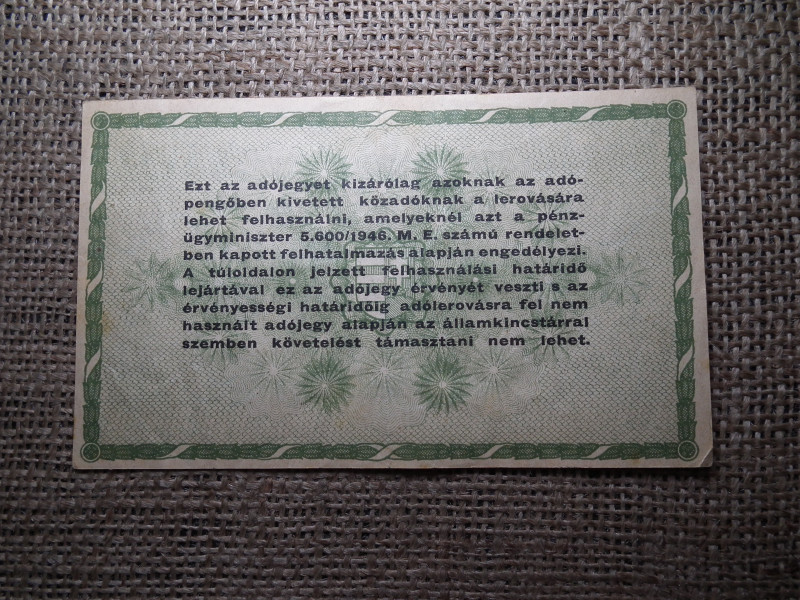 Ezt az adójegyet kizárólag azoknak az adó-
pengőben kivetett közadóknak a lerovására
lehet felhasználni, amelyeknél azt a pénz-
ügyminiszter 5.600/1946. M. E. számú rendelet-
ben kapott felhatalmazás alapján engedélyezi.
A túloldalon jelzett felhasználási határidő
lejártával ez az adójegy érvényét veszti s az
érvényességi határidőig adólerovásra fel nem
használt adójegy alapján az államkincstárral
szemben követelést támasztani nem lehet.